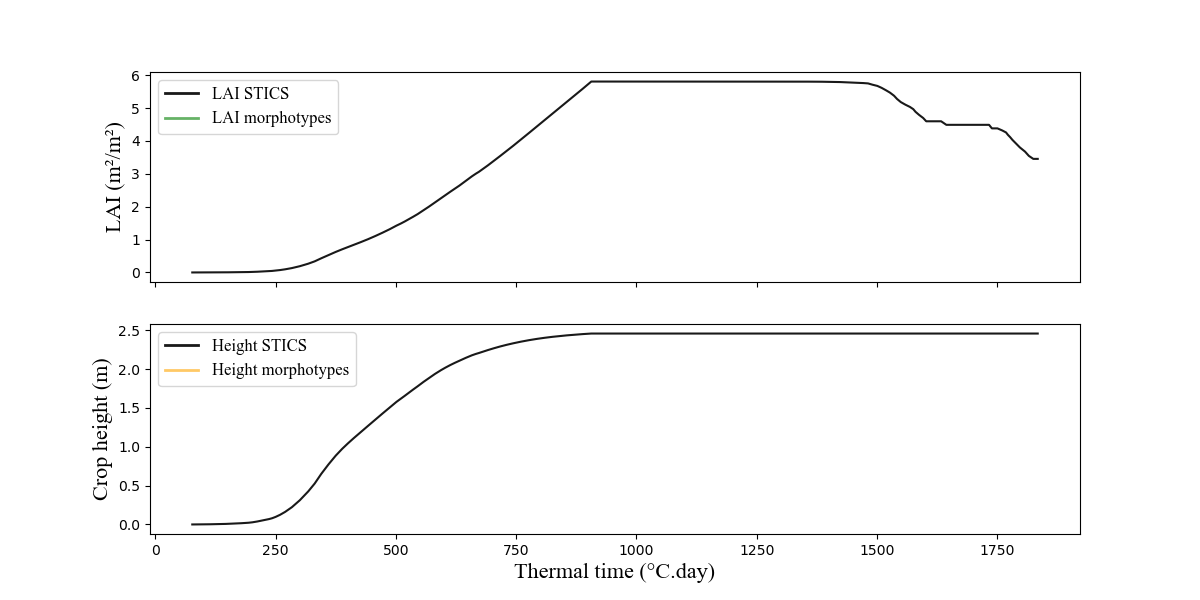 6
5
4
3
2
1
0
LAI (m²/m²)
LAI STICS
LAI morphotypes
2.5
2.0
1.5
1.0
0.5
0.0
Crop height (m)
Height STICS
Height morphotypes
0 250 500 750 1000 1250 1500 1750
Thermal time (°C.day)